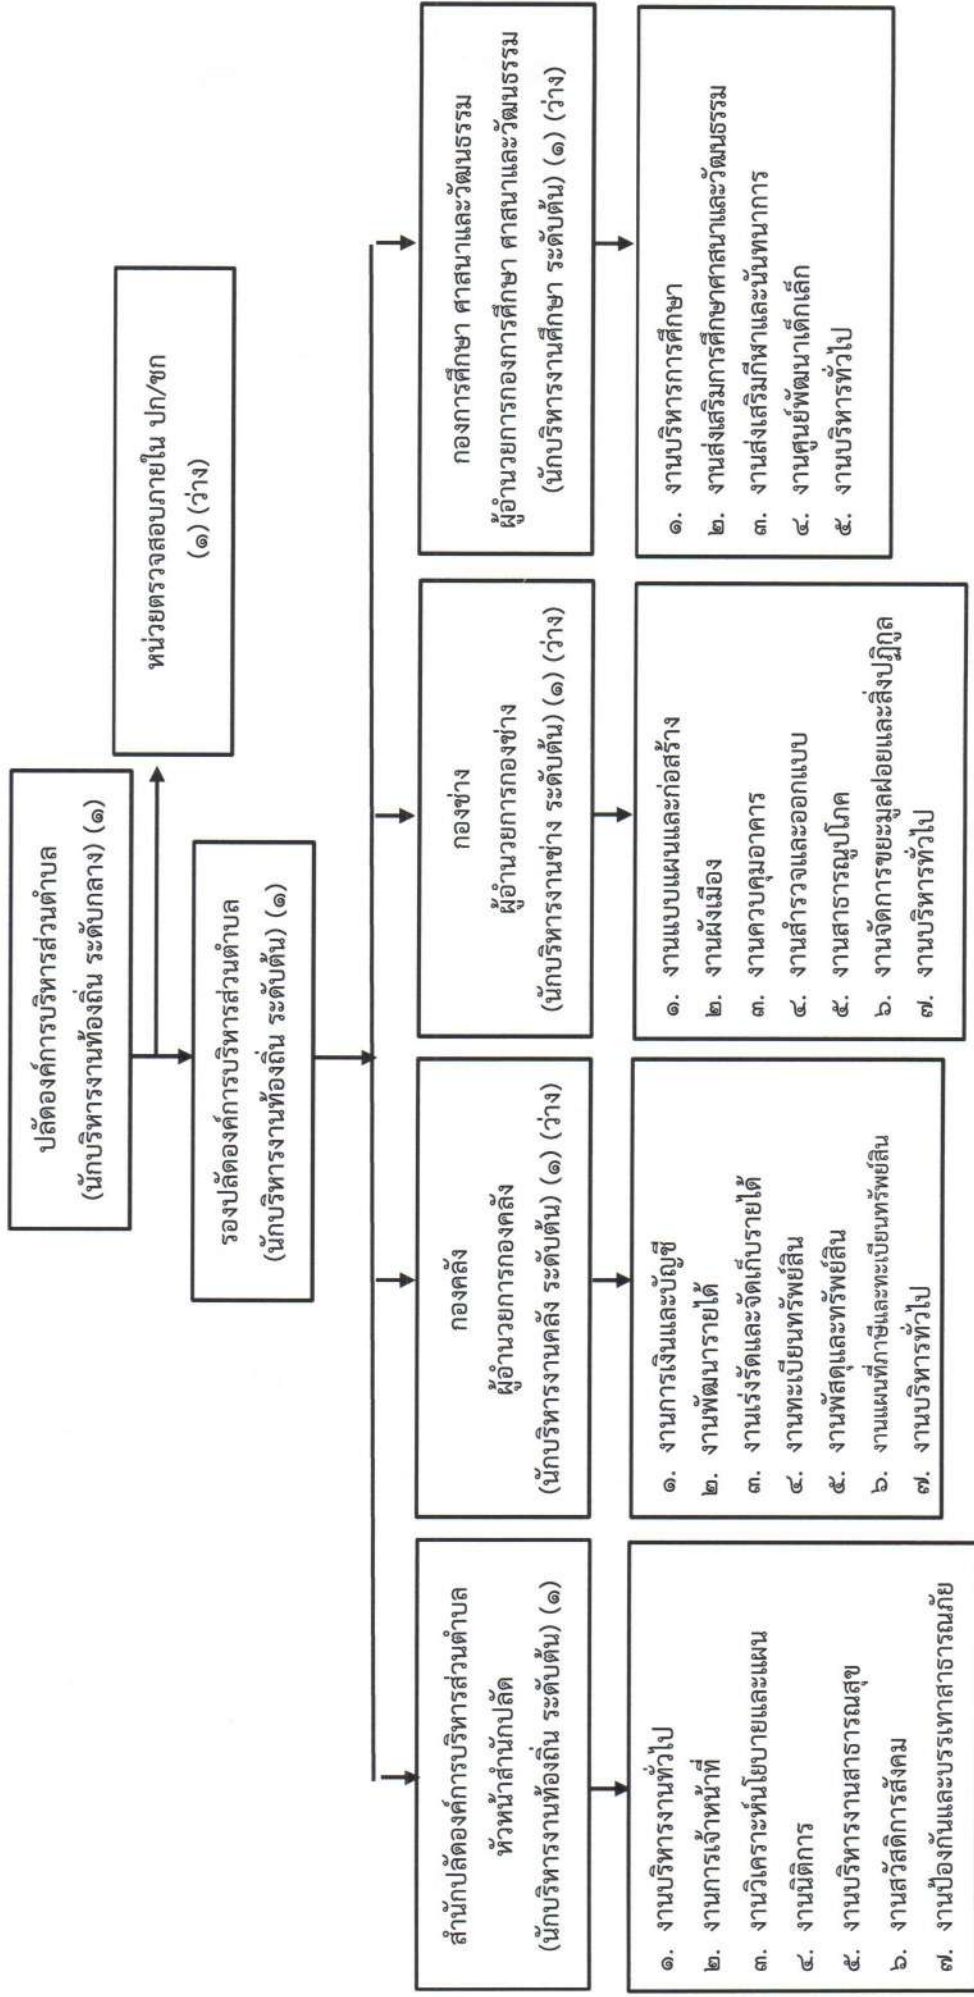 ปลัดองค์การบริหารส่วนตำบล
(นักบริหารงานท้องถิ่น ระดับกลาง) (๑)
หน่วยตรวจสอบภายใน ปก/ชก
(๑) (ว่าง)
รองปลัดองค์การบริหารส่วนตำบล
(นักบริหารงานท้องถิ่น ระดับต้น) (๑)
สำนักปลัดองค์การบริหารส่วนตำบล
หัวหน้าสำนักปลัด
(นักบริหารงานท้องถิ่น ระดับต้น) (๑)
กองคลัง
ผู้อำนวยการกองคลัง
(นักบริหารงานคลัง ระดับต้น) (๑) (ว่าง)
กองช่าง
ผู้อำนวยการกองช่าง
(นักบริหารงานช่าง ระดับต้น) (๑) (ว่าง)
กองการศึกษา ศาสนาและวัฒนธรรม
ผู้อำนวยการกองการศึกษา ศาสนาและวัฒนธรรม
(นักบริหารงานศึกษา ระดับต้น) (๑) (ว่าง)
๑. งานบริหารงานทั่วไป
๒. งานการเจ้าหน้าที่
๓. งานวิเคราะห์นโยบายและแผน
๔. งานนิติการ
๕. งานบริหารงานสาธารณสุข
๖. งานสวัสดิการสังคม
๗. งานป้องกันและบรรเทาสาธารณภัย
๑. งานการเงินและบัญชี
๒. งานพัฒนารายได้
๓. งานเร่งรัดและจัดเก็บรายได้
๔. งานทะเบียนทรัพย์สิน
๕. งานพัสดุและทรัพย์สิน
๖. งานแผนที่ภาษีและทะเบียนทรัพย์สิน
๗. งานบริหารทั่วไป
๑. งานแบบแผนและก่อสร้าง
๒. งานผังเมือง
๓. งานควบคุมอาคาร
๔. งานสำรวจและออกแบบ
๕. งานสาธารณูปโภค
๖. งานจัดการขยะมูลฝอยและสิ่งปฏิกูล
๗. งานบริหารทั่วไป
๑. งานบริหารการศึกษา
๒. งานส่งเสริมการศึกษาศาสนาและวัฒนธรรม
๓. งานส่งเสริมกีฬาและนันทนาการ
๔. งานศูนย์พัฒนาเด็กเล็ก
๕. งานบริหารทั่วไป